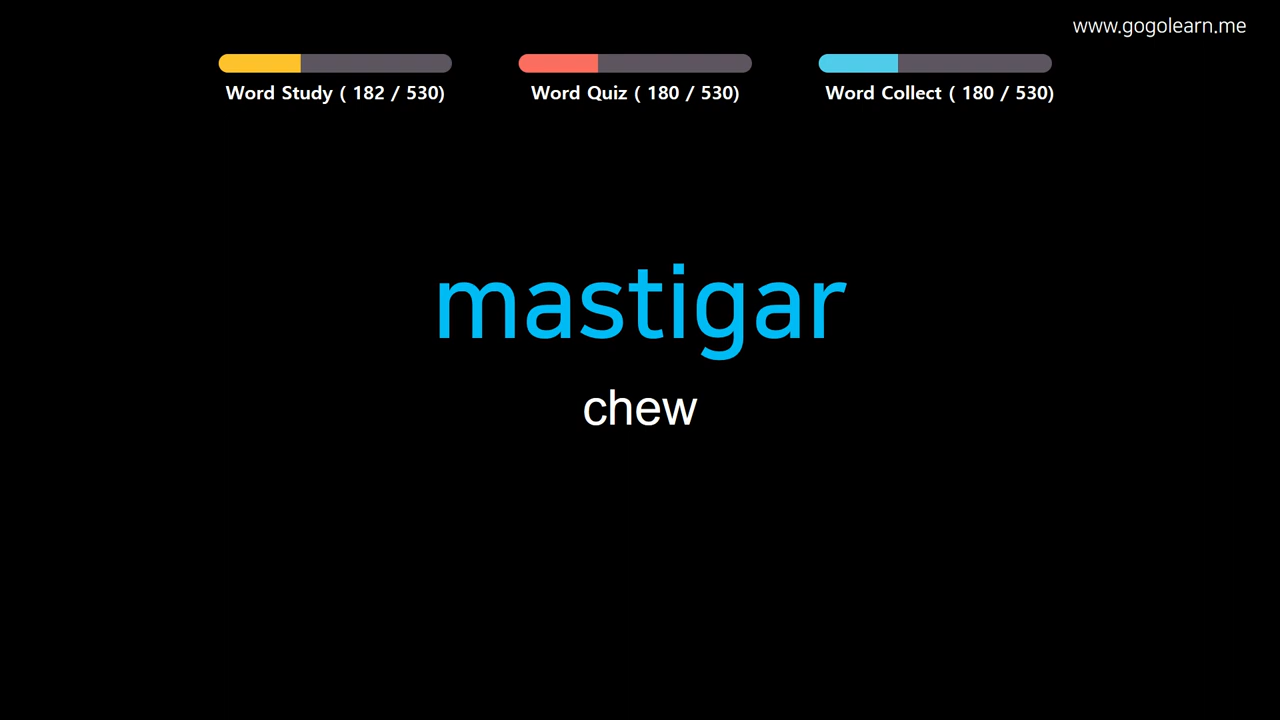 www.gogolearn.me
Word Study ( 182 / 530)
Word Quiz ( 180 / 530)
Word Collect ( 180 / 530)
mastigar
chew